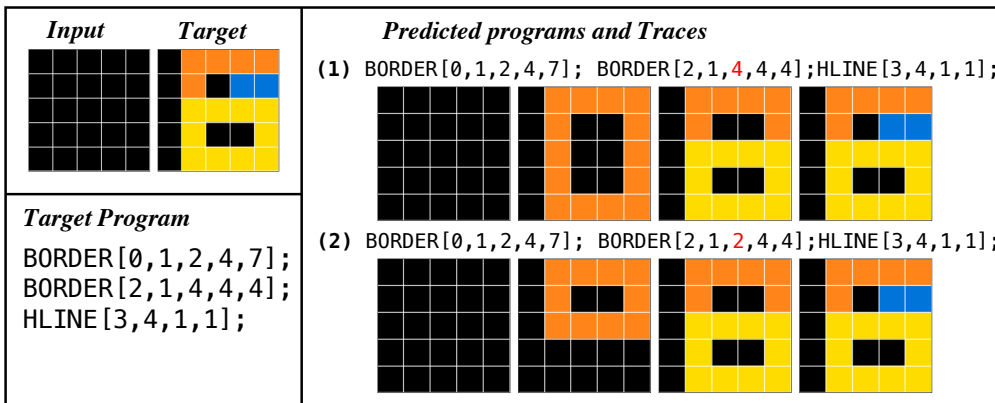 Input Target
Target Program
BORDER[0,1,2,4,7];
BORDER[2,1,4,4,4];
HLINE[3,4,1,1];
Predicted programs and Traces
(1) BORDER[0,1,2,4,7]; BORDER[2,1,4,4,4];HLINE[3,4,1,1];
(2) BORDER[0,1,2,4,7]; BORDER[2,1,2,4,4];HLINE[3,4,1,1];